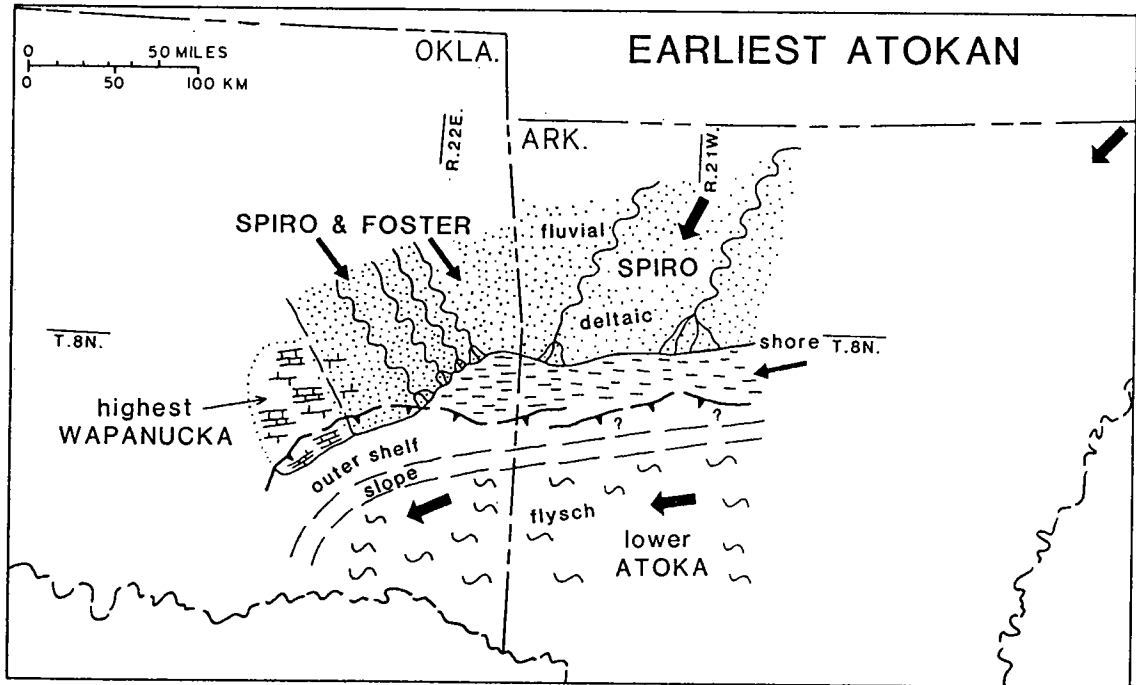 EARLIEST ATOKAN
0 50 MILES
0 50 100 KM
OKLA.
ARK.
R.22E.
R.21W.
SPIRO & FOSTER
fluvial
SPIRO
deltaic
T.8N.
shore
T.8N.
highest
WAPANUCKA
?
?
outer shelf
slope
flysch
lower
ATOKA